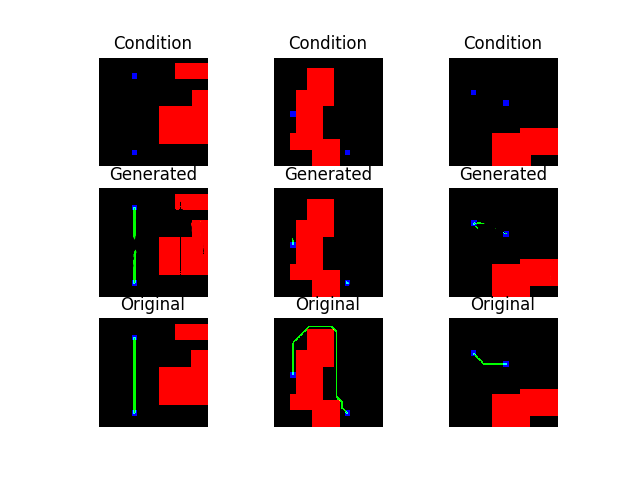 Condition Condition Condition
Generated Generated Generated
Original Original Original